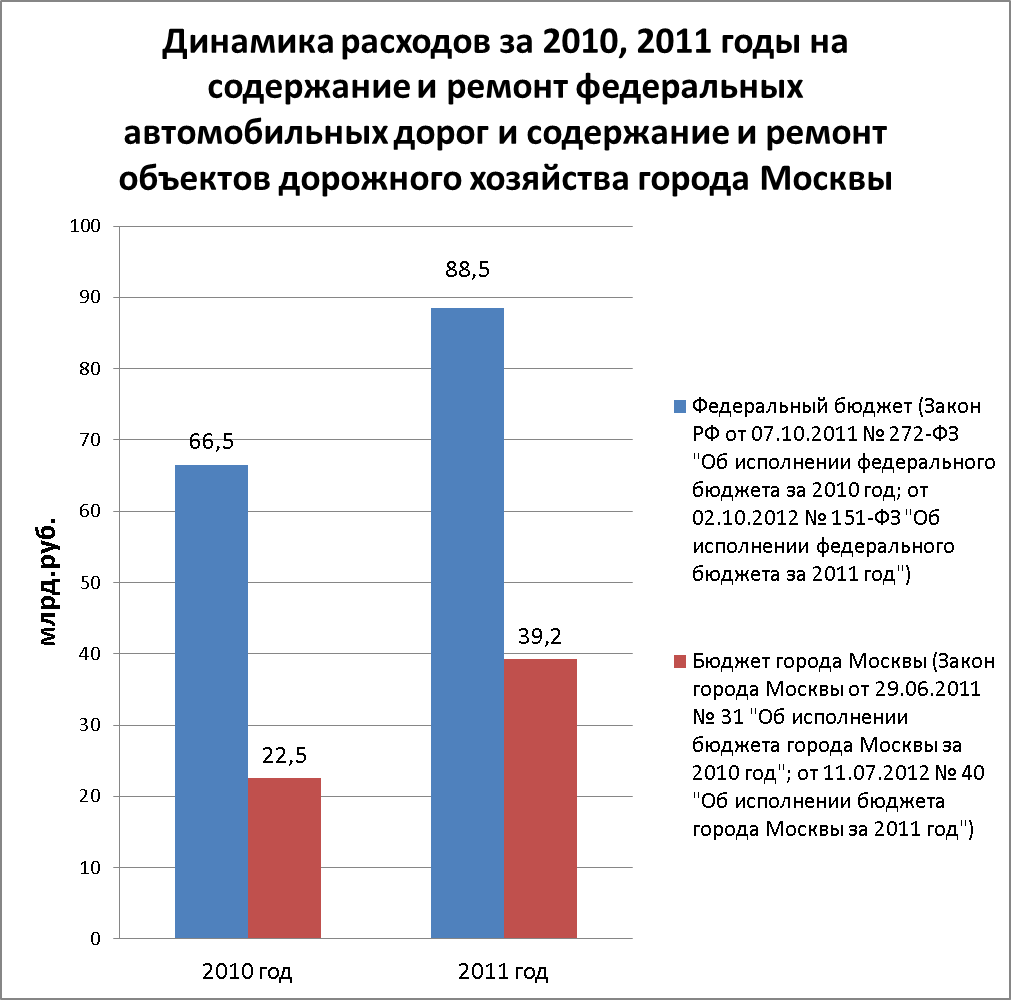 Динамика расходов за 2010, 2011 годы на
содержание и ремонт федеральных
автомобильных дорог и содержание и ремонт
объектов дорожного хозяйства города Москвы
млрд.руб.
100
90
80
70
60
50
40
30
20
10
0
66,5
22,5
88,5
39,2
2010 год
2011 год
Федеральный бюджет (Закон
РФ от 07.10.2011 № 272-ФЗ
"Об исполнении федерального
бюджета за 2010 год; от
02.10.2012 № 151-ФЗ "Об
исполнении федерального
бюджета за 2011 год")
Бюджет города Москвы (Закон
города Москвы от 29.06.2011
№ 31 "Об исполнении
бюджета города Москвы за
2010 год"; от 11.07.2012 № 40
"Об исполнении бюджета
города Москвы за 2011 год")